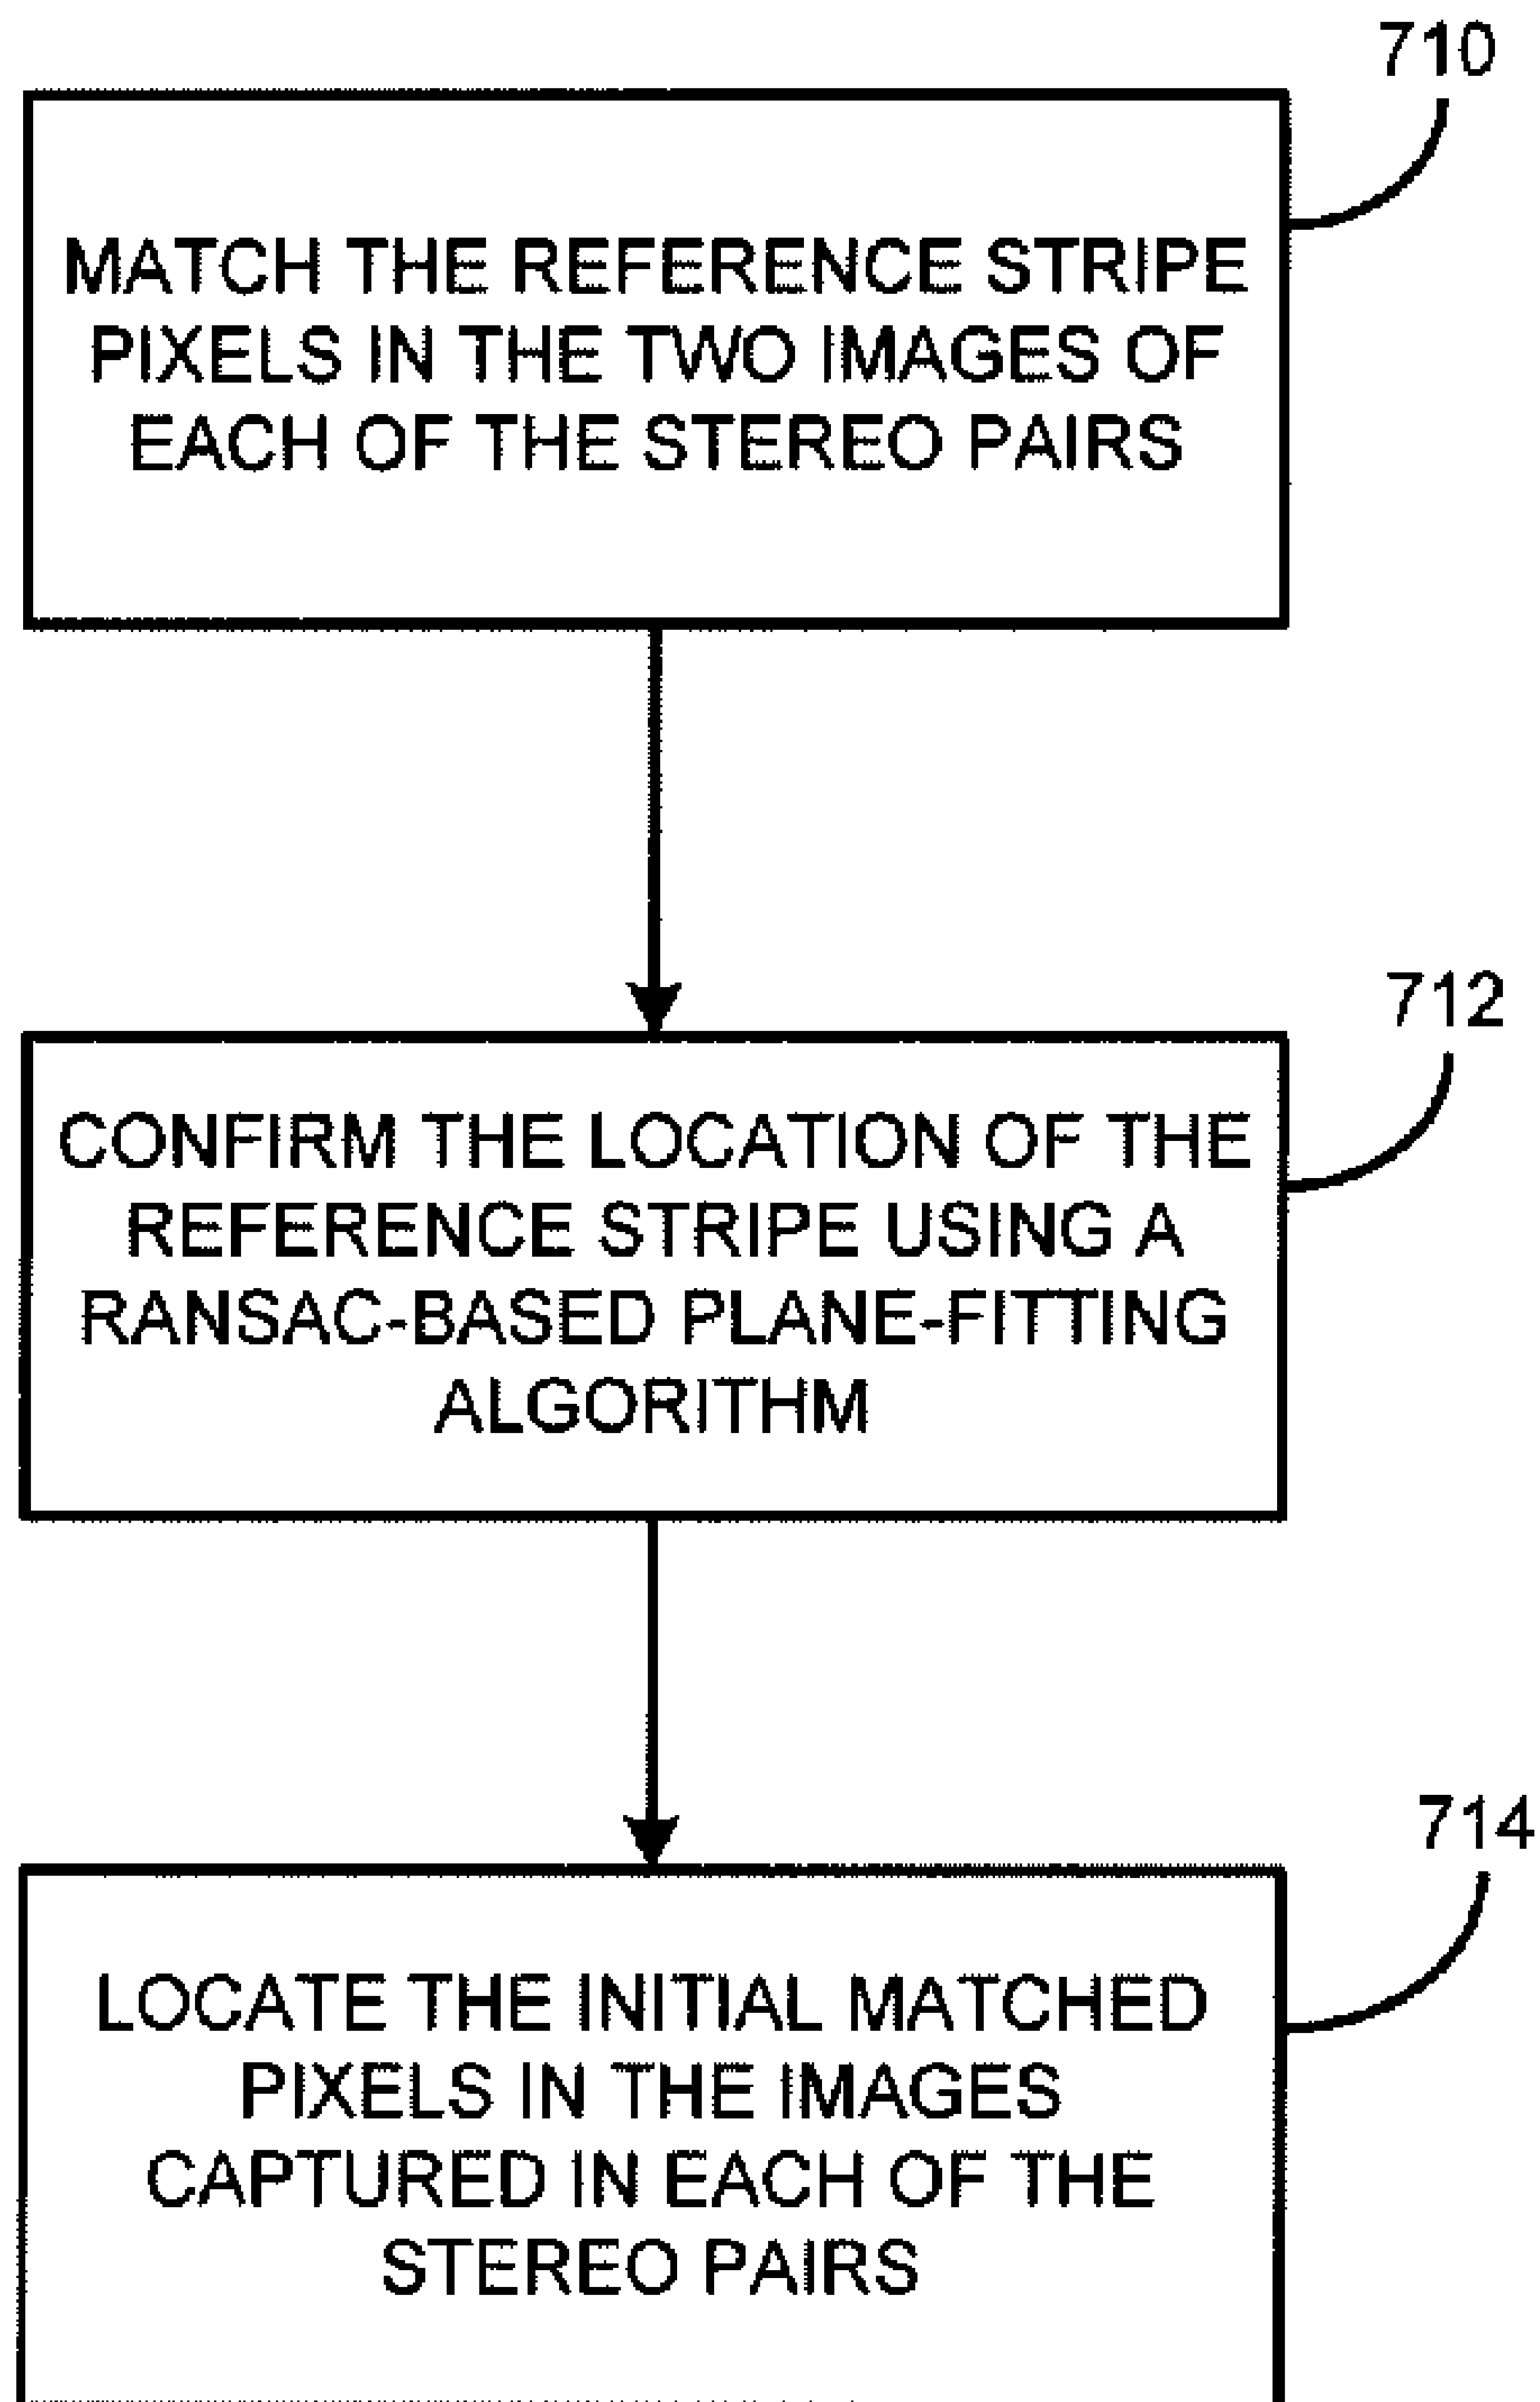 710
MATCH THE REFERENCE STRIPE
PIXELS IN THE TWO IMAGES OF
EACH OF THE STEREO PAIRS
712
CONFIRM THE LOCATION OF THE
REFERENCE STRIPE USING A
RANSAC-BASED PLANE-FITTING
ALGORITHM
714
LOCATE THE INITIAL MATCHED
PIXELS IN THE IMAGES
CAPTURED IN EACH OF THE
STEREO PAIRS